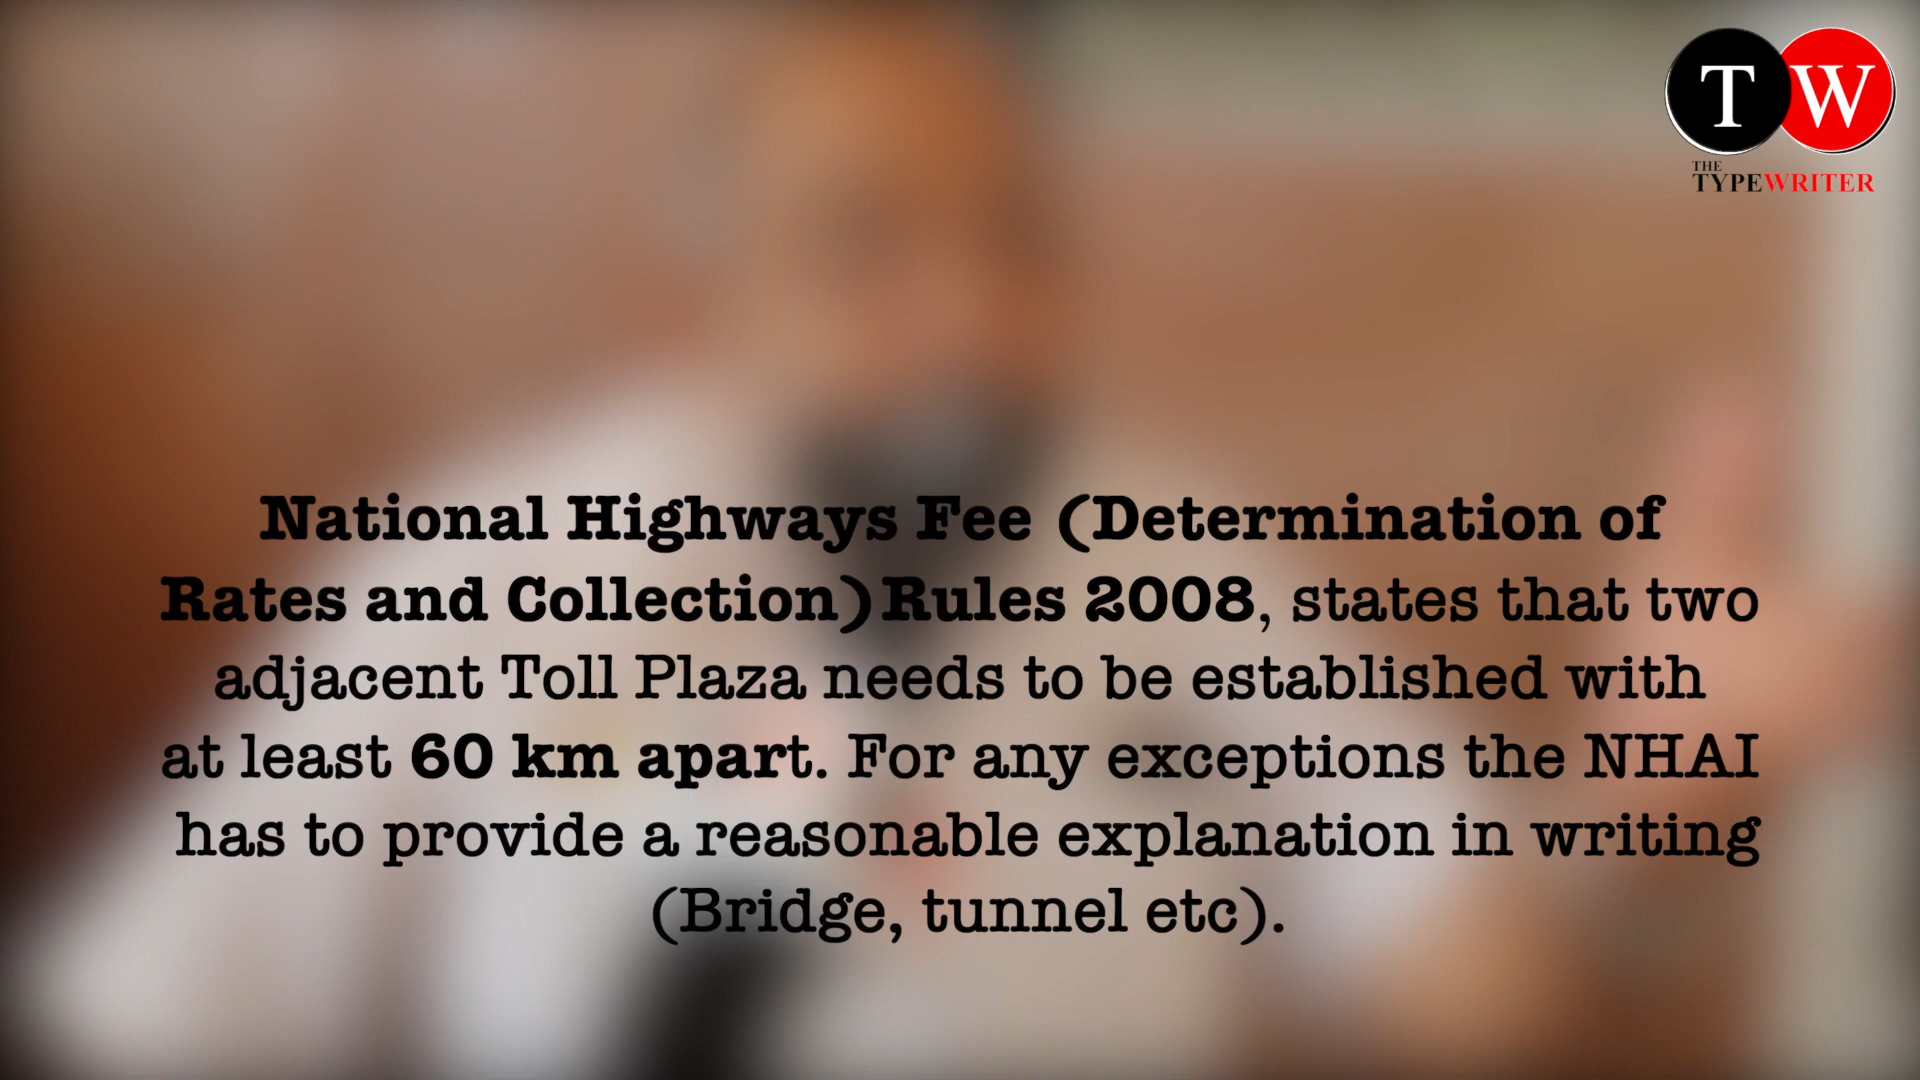 T W
THE
TYPEWRITER
National Highways Fee (Determination of
Rates and Collection)Rules 2008, states that two
adjacent Toll Plaza needs to be established with
at least 60 km apart. For any exceptions the NHAI
has to provide a reasonable explanation in writing
(Bridge, tunnel etc).